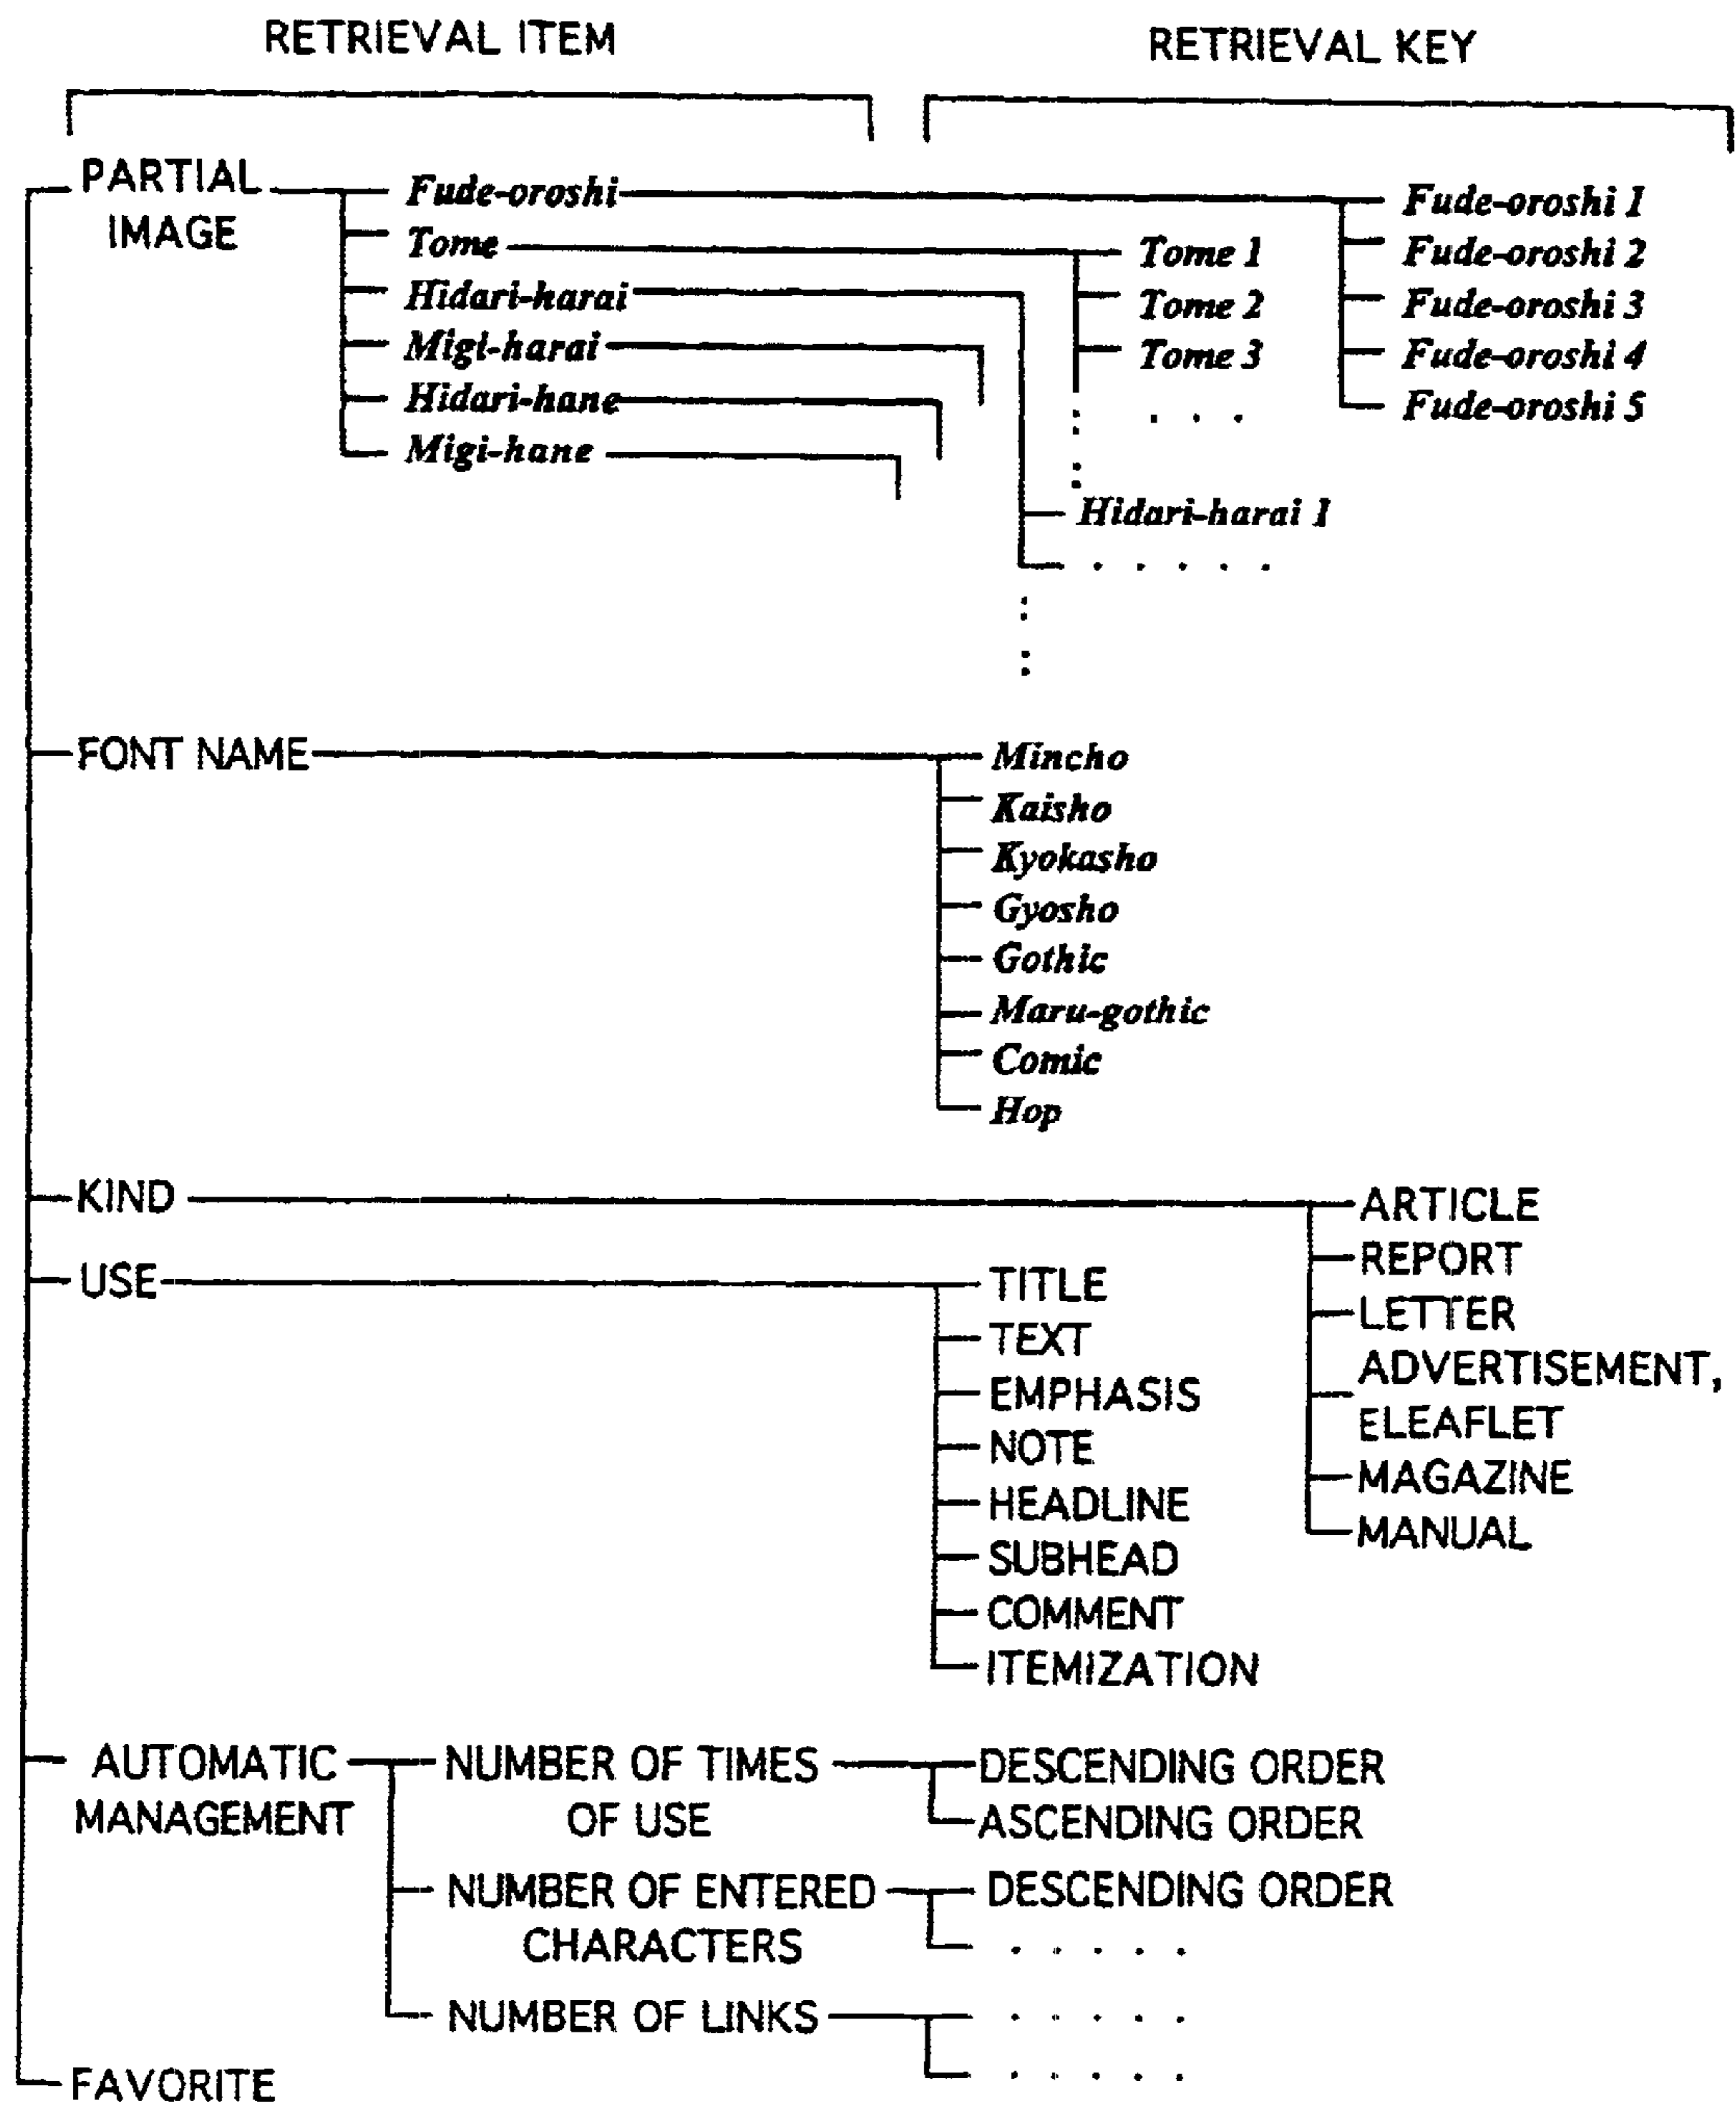 RETRIEVAL ITEM
RETRIEVAL KEY
PARTIAL
IMAGE
Fude-oroshi
Tome
Hidari-harai
Migi-harai
Hidari-hane
Migi-hane
Tome 1
Tome 2
Tome 3
. . .
Fude-oroshi 1
Fude-oroshi 2
Fude-oroshi 3
Fude-oroshi 4
Fude-oroshi 5
Hidari-harai 1
. . . . .
FONT NAME
Mincho
Kaisho
Kyokasho
Gyosho
Gothic
Maru-gothic
Comic
Hop
KIND
ARTICLE
REPORT
LETTER
ADVERTISEMENT,
ELEAFLET
MAGAZINE
MANUAL
USE
TITLE
TEXT
EMPHASIS
NOTE
HEADLINE
SUBHEAD
COMMENT
ITEMIZATION
AUTOMATIC
MANAGEMENT
NUMBER OF TIMES
OF USE
DESCENDING ORDER
ASCENDING ORDER
NUMBER OF ENTERED
CHARACTERS
DESCENDING ORDER
. . . . .
NUMBER OF LINKS
. . . . .
. . . . .
FAVORITE